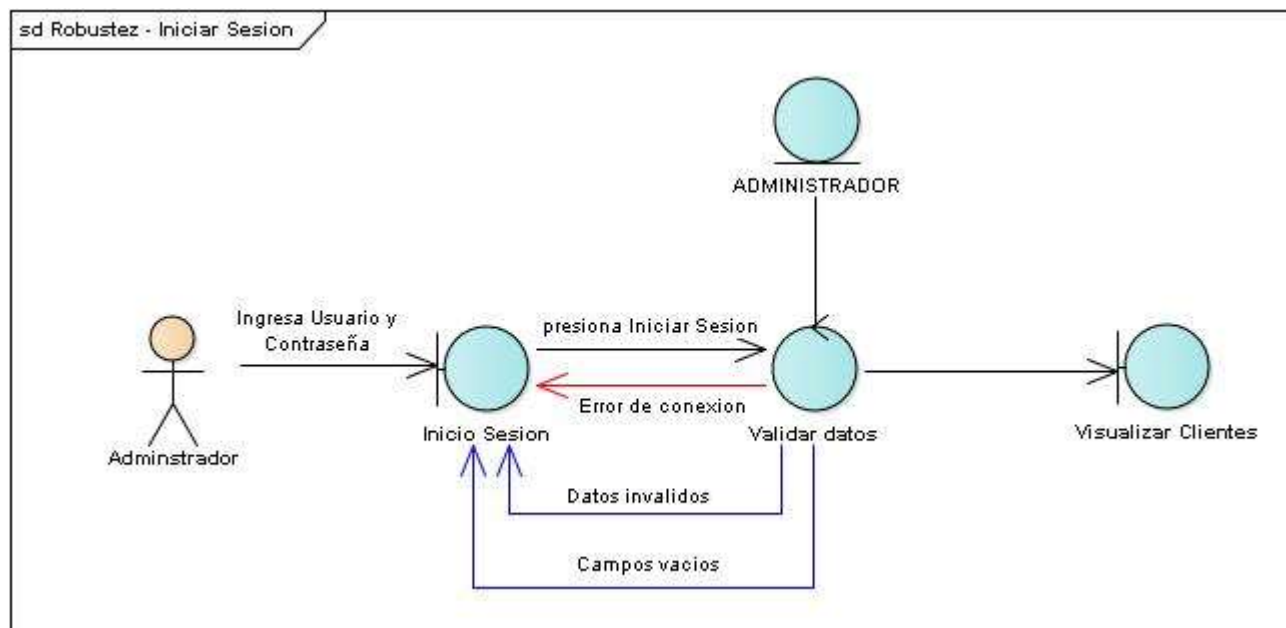 sd Robustez - Iniciar Sesion
ADMINISTRADOR
Ingresa Usuario y
Contraseña
presiona Iniciar Sesion
Error de conexion
Inicio Sesion
Validar datos
Visualizar Clientes
Adminstrador
Datos invalidos
Campos vacios